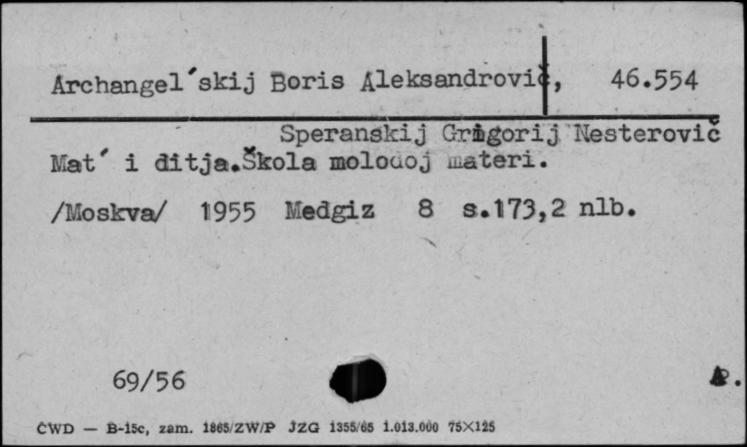 Archangel´skij Boris Aleksandrovič, 46.554
Speranskij Grigorij Nesterovič
Mat´ i ditja.Škola molodoj materi.
/Moskva/ 1955 Medgiz 8 s.173,2 nlb.
69/56
CWD — B-15c, zam. 1865/ZW/P JZG 1355/65 1.013.000 75×125